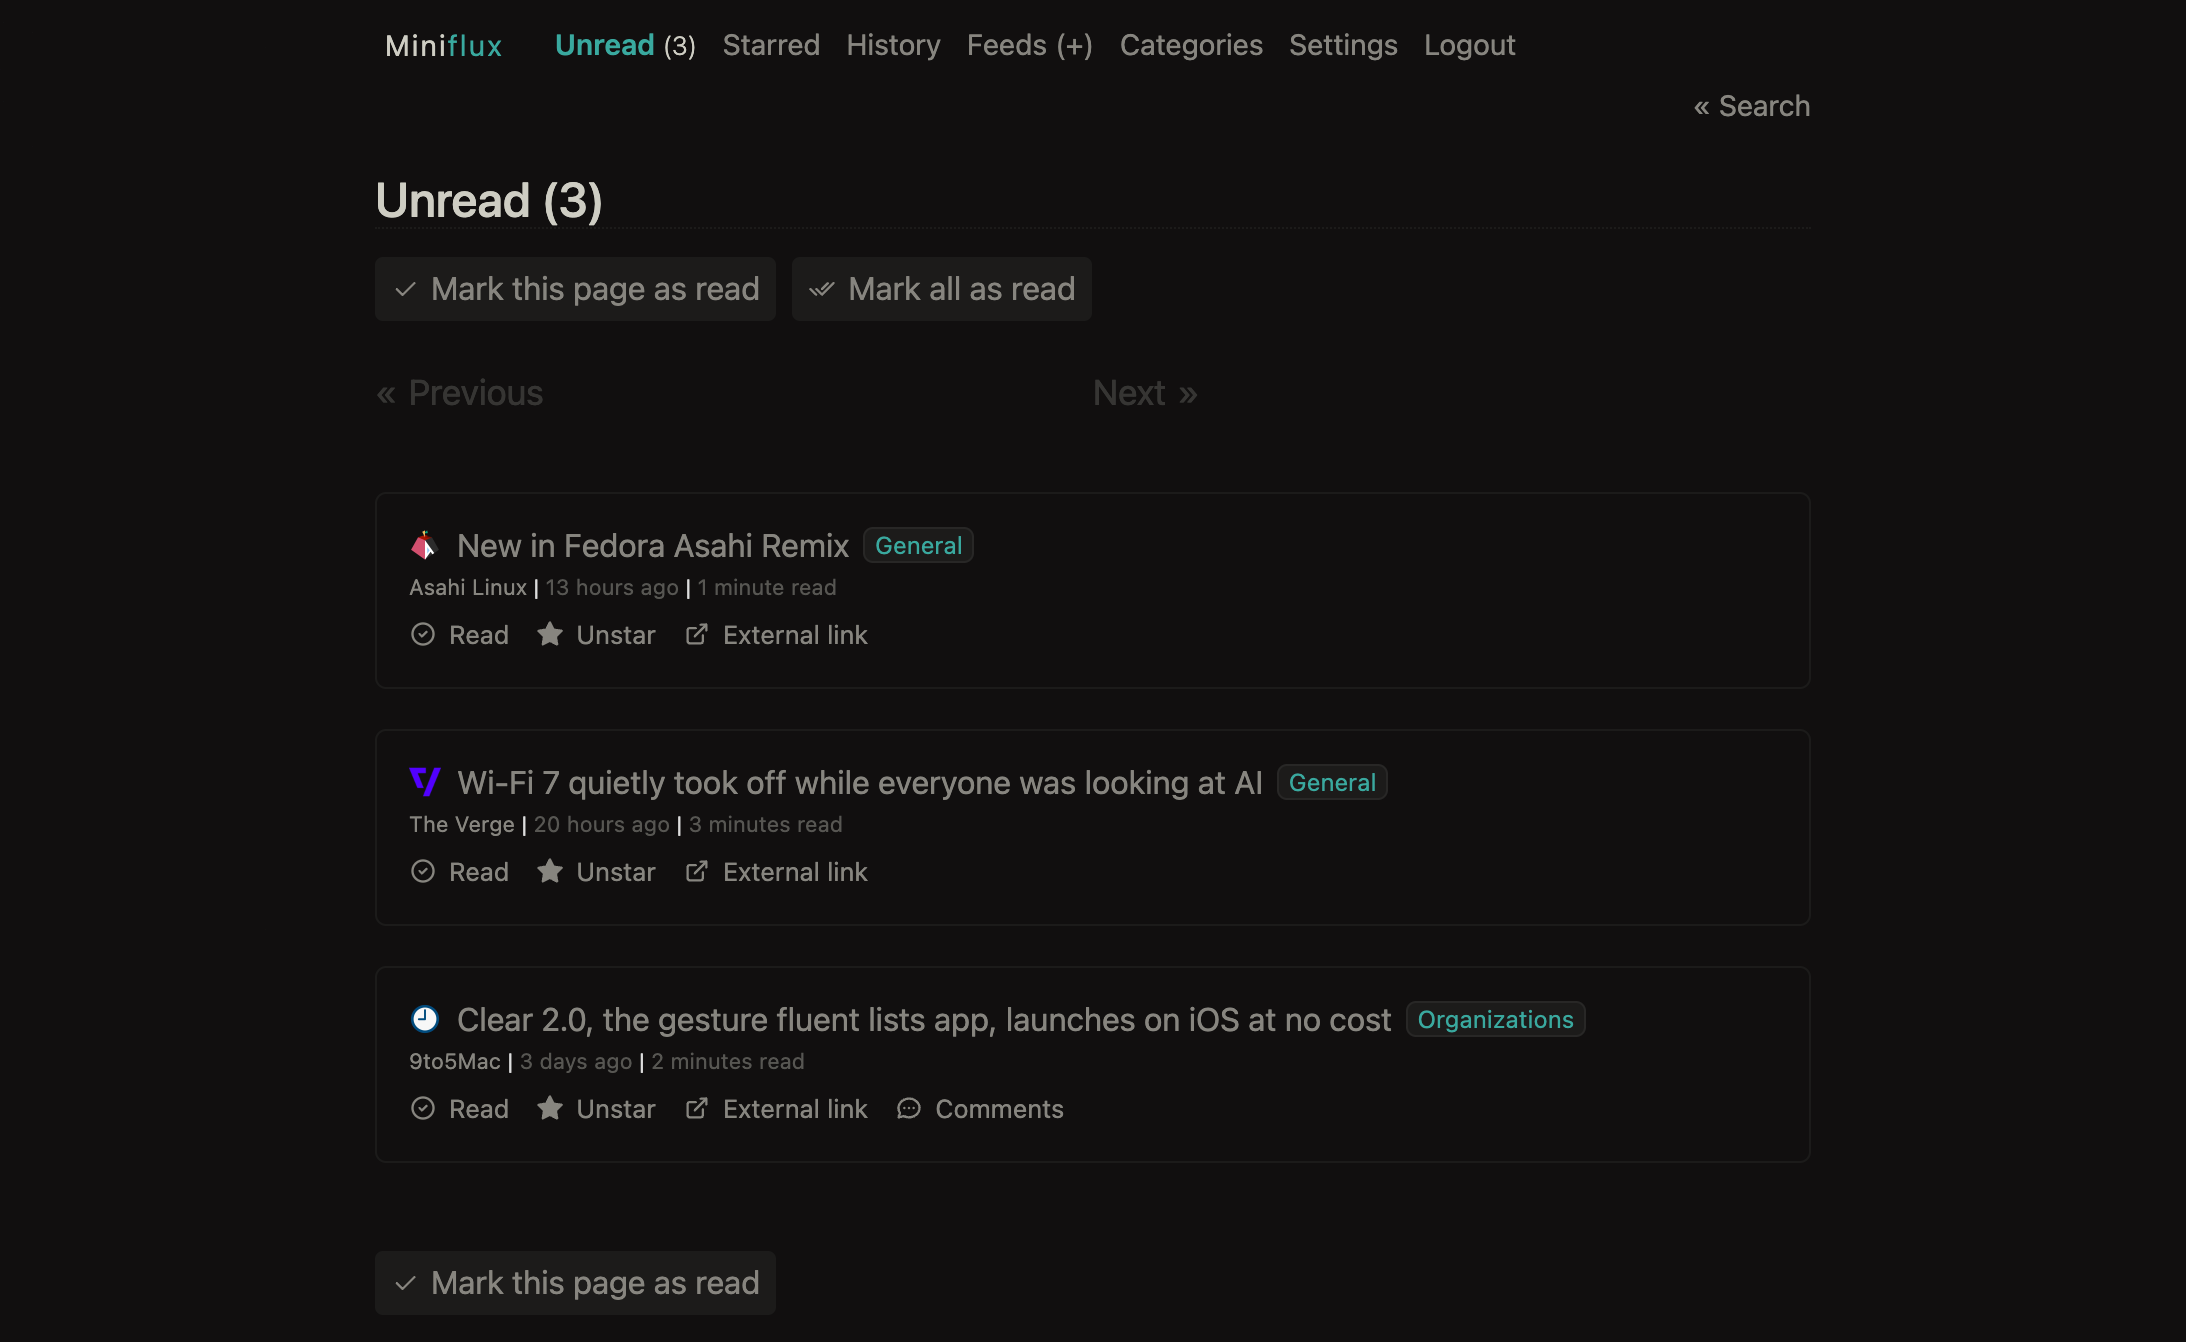 Miniflux Unread (3) Starred History Feeds (+) Categories Settings Logout
« Search
Unread (3)
Mark this page as read Mark all as read
« Previous Next »
New in Fedora Asahi Remix General
Asahi Linux | 13 hours ago | 1 minute read
Read Unstar External link
Wi-Fi 7 quietly took off while everyone was looking at AI General
The Verge | 20 hours ago | 3 minutes read
Read Unstar External link
Clear 2.0, the gesture fluent lists app, launches on iOS at no cost Organizations
9to5Mac | 3 days ago | 2 minutes read
Read Unstar External link Comments
Mark this page as read